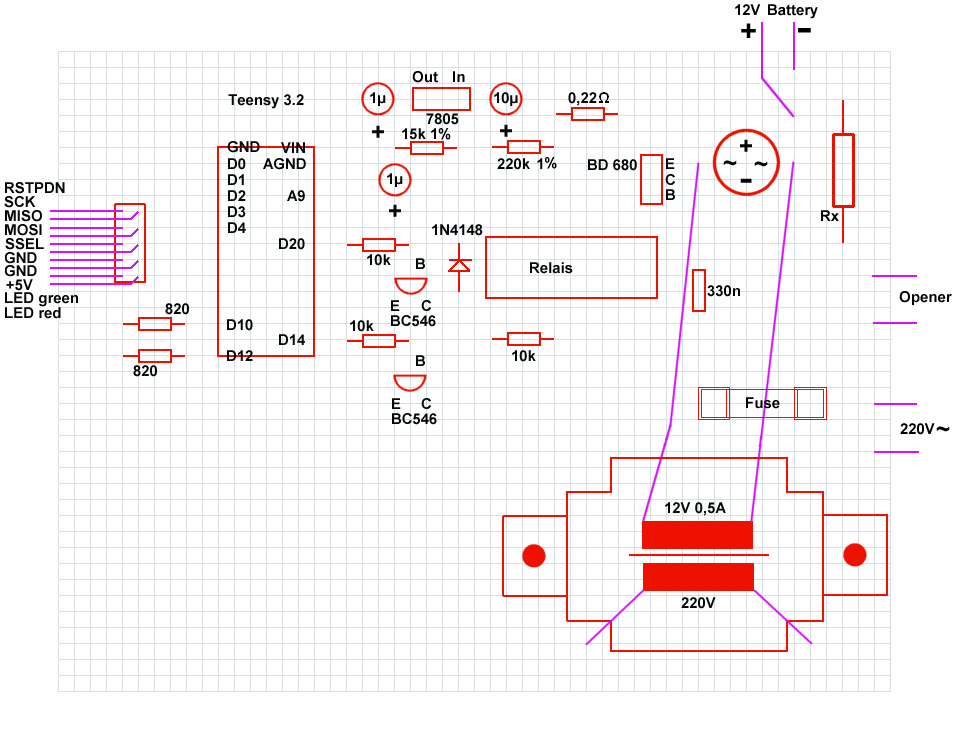 12V Battery
+ -
Out In
Teensy 3.2
1µ
10µ
0,22Ω
7805
+
+
15k 1%
GND VIN
220k 1%
D0 AGND
BD 680
E
C
B
+
~ ~
-
D1
1µ
RSTPDN
SCK
MISO
MOSI
SSEL
GND
GND
+5V
LED green
LED red
D2 A9
D3
D4
+
Rx
D20
1N4148
10k
B
Relais
E C
BC546
330n
Opener
820
D10
10k
D14
D12
10k
820
B
E C
BC546
Fuse
220V~
12V 0,5A
220V